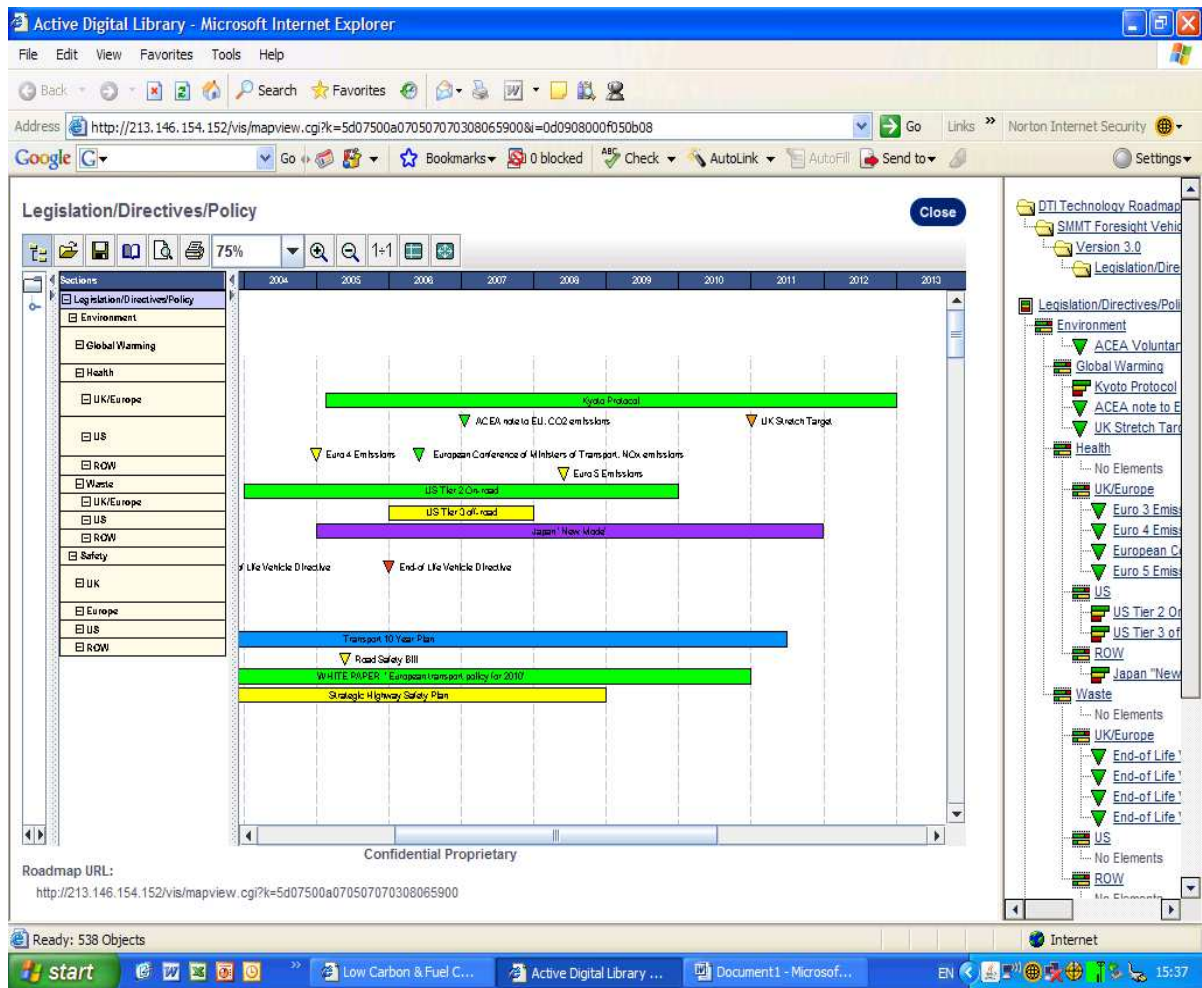 Active Digital Library - Microsoft Internet Explorer
File Edit View Favorites Tools Help
Back Search Favorites
Address http://213.146.154.152/vis/mapview.cgi?k=5d07500a070507070308065900&i=0d0908000f050b08 Go Links » Norton Internet Security
Google G Go Bookmarks 0 blocked ABC Check AutoLink AutoFill Send to Settings
Legislation/Directives/Policy
Close
75% 1÷1
Sections 2004 2005 2006 2007 2008 2009 2010 2011 2012 2013
Legislation/Directives/Policy
Environment
Global Warming
Health
UK/Europe
US
ROW
Waste
UK/Europe
US
ROW
Safety
UK
Europe
US
ROW
Kyoto Protocol
ACEA note to EU, CO2 emissions
UK Stretch Target
Euro 4 Emissions
European Conference of Ministers of Transport, NOx emissions
Euro 5 Emissions
US Tier 2 On-road
US Tier 3 off-road
Japan "New Mode'
of Life Vehicle Directive
End-of Life Vehicle Directive
Transport 10 Year Plan
Road Safety Bill
WHITE PAPER "European transport policy for 2010'
Strategic Highway Safety Plan
Confidential Proprietary
Roadmap URL:
http://213.146.154.152/vis/mapview.cgi?k=5d07500a070507070308065900
DTI Technology Roadmap
SMMT Foresight Vehic
Version 3.0
Legislation/Dire
Legislation/Directives/Poli
Environment
ACEA Voluntar
Global Warming
Kyoto Protocol
ACEA note to E
UK Stretch Targ
Health
No Elements
UK/Europe
Euro 3 Emiss
Euro 4 Emiss
European Co
Euro 5 Emiss
US
US Tier 2 On
US Tier 3 of
ROW
Japan "New
Waste
No Elements
UK/Europe
End-of Life
End-of Life
End-of Life
End-of Life
US
No Elements
ROW
No Elements
Ready: 538 Objects Internet
start » Low Carbon & Fuel C... Active Digital Library ... Document1 - Microsof... EN 15:37